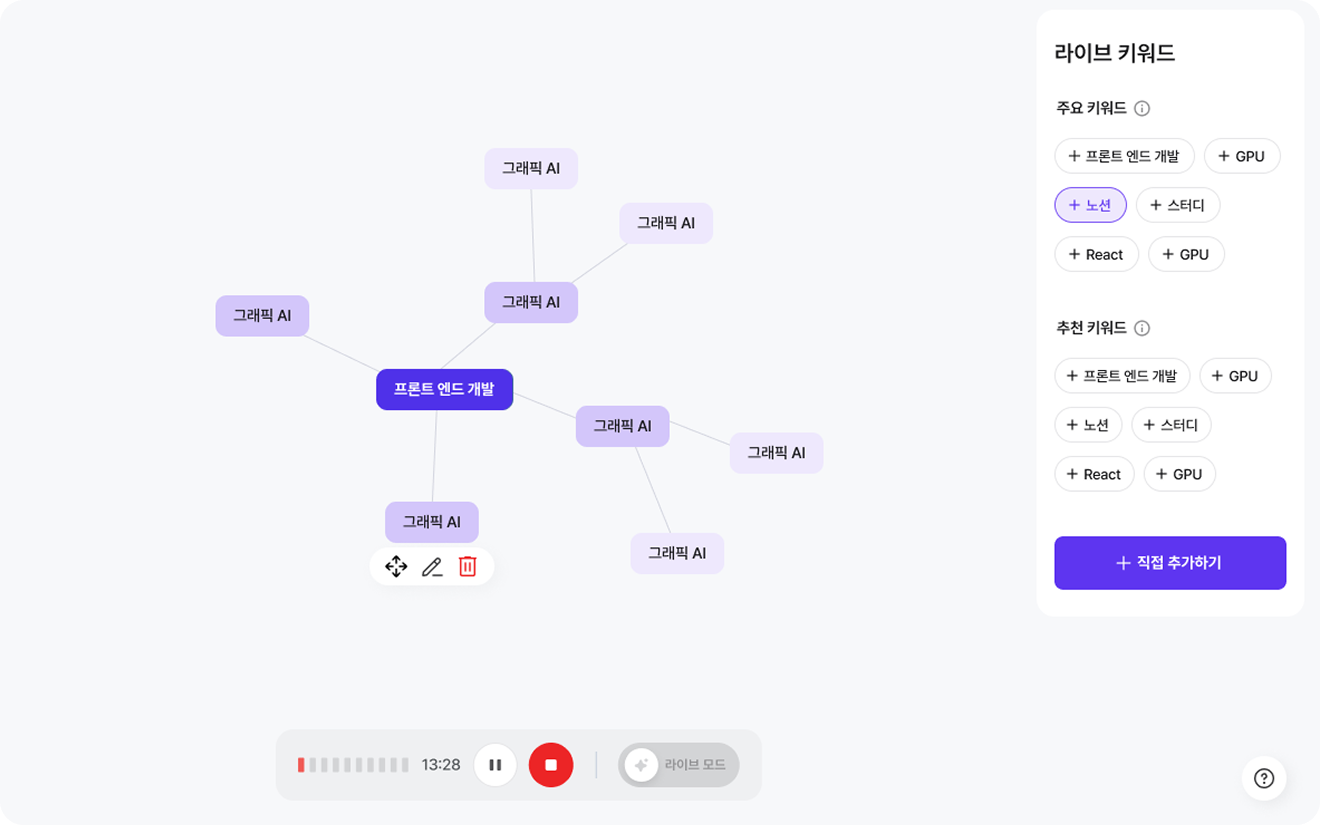 라이브 키워드
주요 키워드
+ 프론트 엔드 개발
+ GPU
+ 노션
+ 스터디
+ React
+ GPU
추천 키워드
+ 프론트 엔드 개발
+ GPU
+ 노션
+ 스터디
+ React
+ GPU
+ 직접 추가하기
그래픽 AI
그래픽 AI
그래픽 AI
그래픽 AI
프론트 엔드 개발
그래픽 AI
그래픽 AI
그래픽 AI
그래픽 AI
13:28
라이브 모드